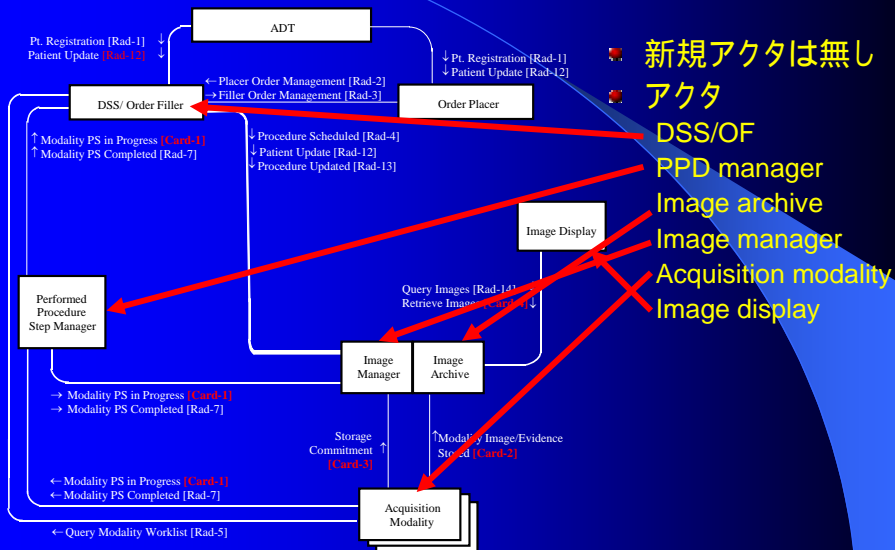 ADT
Pt. Registration [Rad-1] ↓
Patient Update [Rad-12] ↓
↓Pt. Registration [Rad-1]
↓Patient Update [Rad-12]
←Placer Order Management [Rad-2]
→Filler Order Management [Rad-3]
DSS/ Order Filler
Order Placer
↑Modality PS in Progress [Card-1]
↑Modality PS Completed [Rad-7]
↓Procedure Scheduled [Rad-4]
↓Patient Update [Rad-12]
↓Procedure Updated [Rad-13]
Image Display
Query Images [Rad-14]
Retrieve Images ↓
Performed
Procedure
Step Manager
Image
Manager
Image
Archive
→ Modality PS in Progress [Card-1]
→ Modality PS Completed [Rad-7]
Storage
Commitment ↑
[Card-3]
↑Modality Image/Evidence
Stored [Card-2]
←Modality PS in Progress [Card-1]
←Modality PS Completed [Rad-7]
Acquisition
Modality
←Query Modality Worklist [Rad-5]
新規アクタは無し
アクタ
DSS/OF
PPD manager
Image archive
Image manager
Acquisition modality
Image display